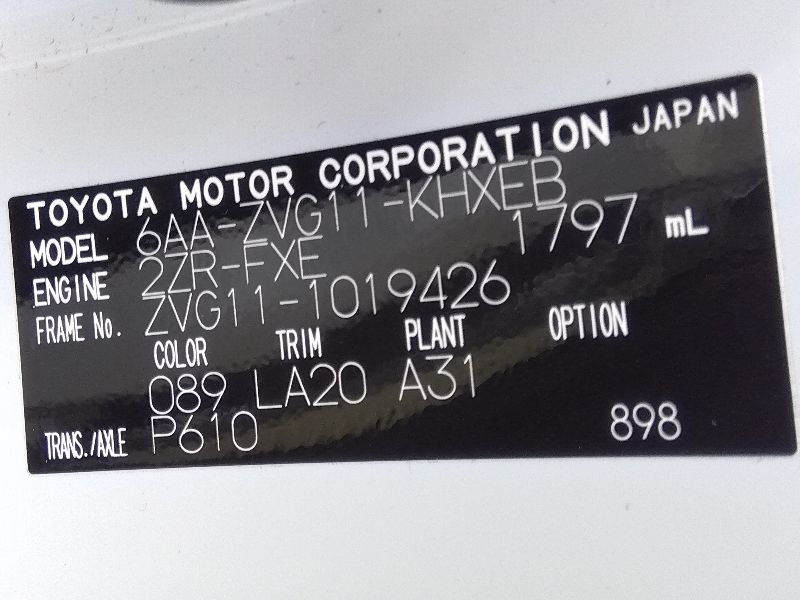 TOYOTA MOTOR CORPORATION JAPAN
MODEL 6AA-ZVG11-KHXEB
ENGINE 2ZR-FXE 1797 mL
FRAME No. ZVG11-1019426
COLOR TRIM PLANT OPTION
089 LA20 A31
TRANS./AXLE P610 898